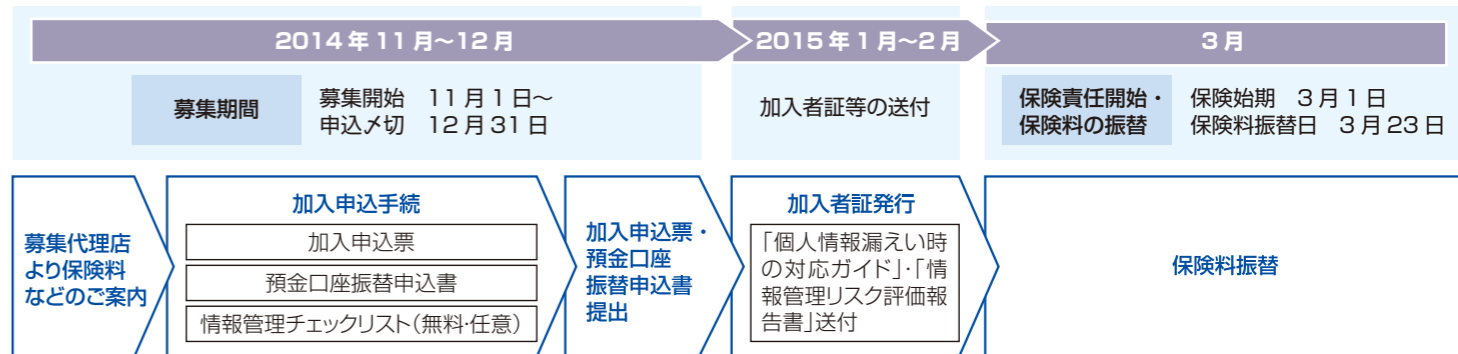 2014年11月~12月
2015年1月~2月
3月
募集期間
募集開始 11月1日~
申込〆切 12月31日
加入者証等の送付
保険責任開始・
保険料の振替
保険始期 3月1日
保険料振替日 3月23日
募集代理店
より保険料
などのご案内
加入申込手続
加入申込票
預金口座振替申込書
情報管理チェックリスト(無料・任意)
加入申込票・
預金口座
振替申込書
提出
加入者証発行
「個人情報漏えい時
の対応ガイド」・「情
報管理リスク評価報
告書」送付
保険料振替